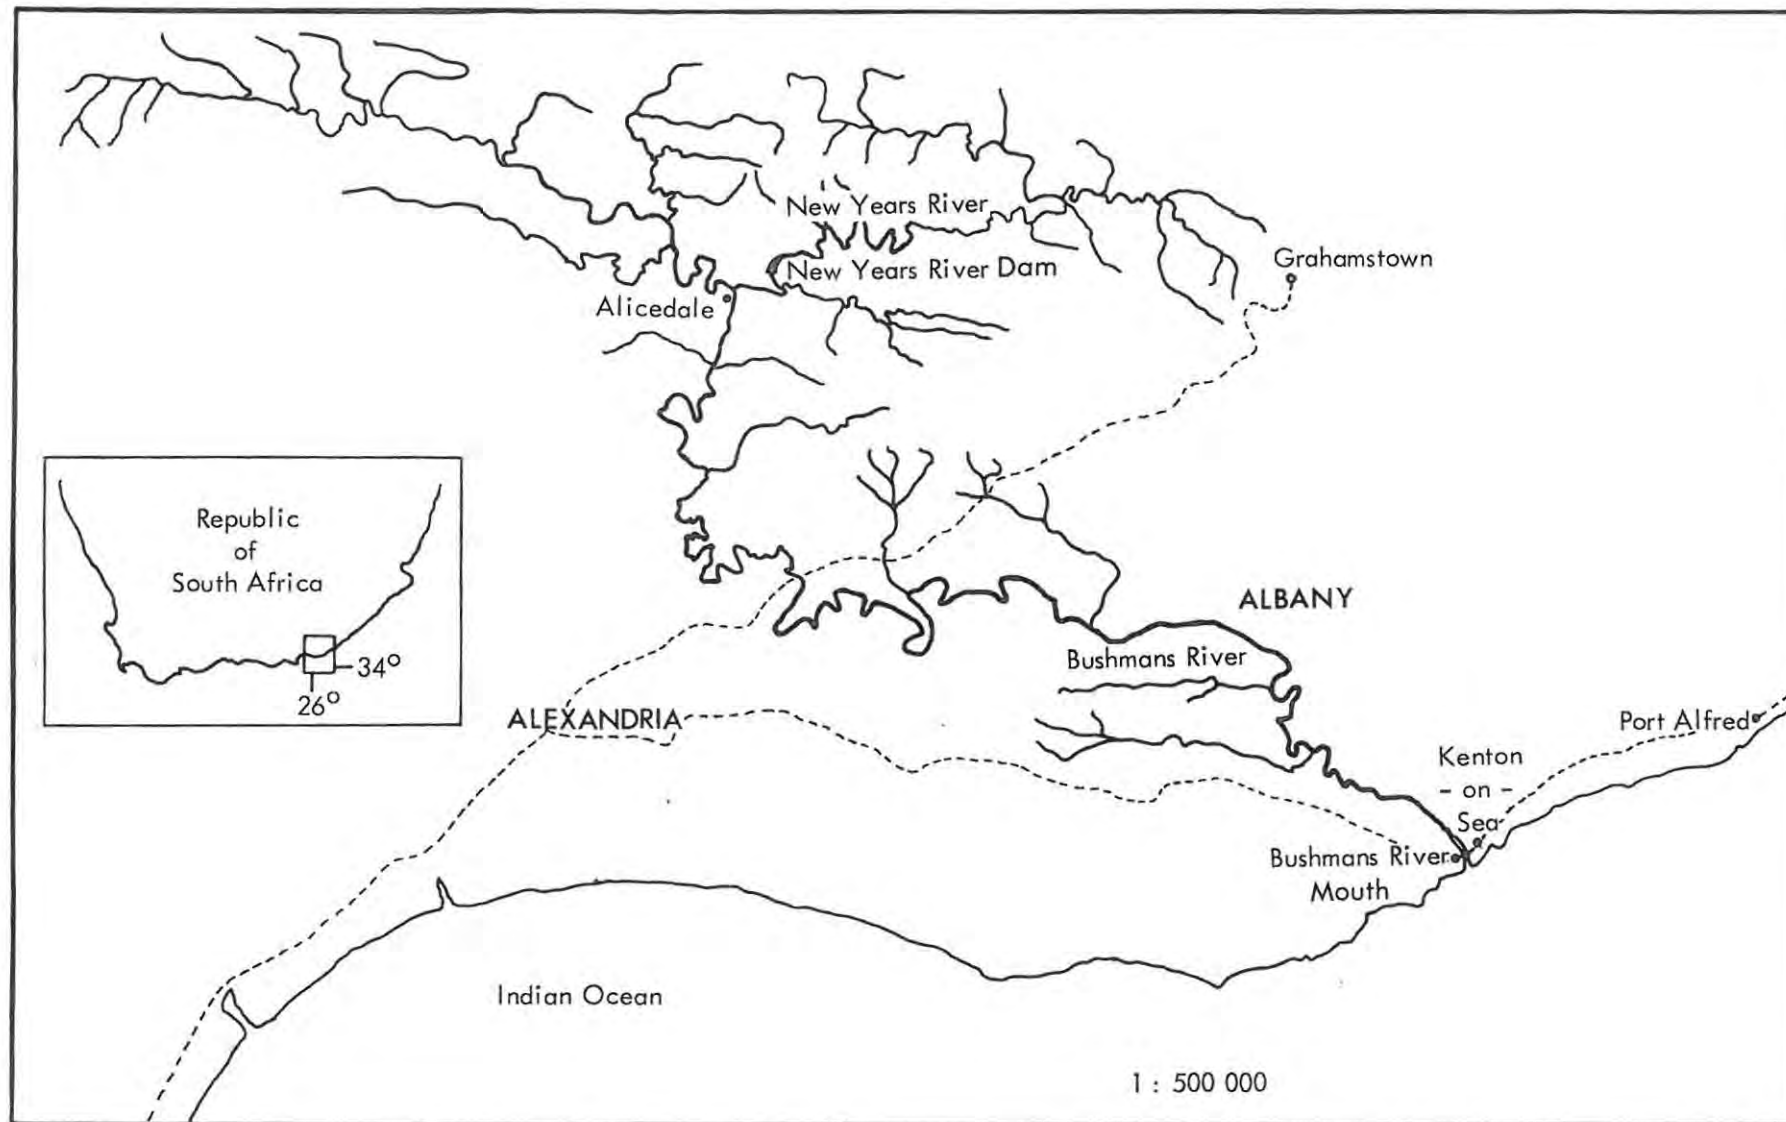 New Years River
New Years River Dam
Grahamstown
Alicedale
Republic
of
South Africa
34°
26°
ALBANY
Bushmans River
ALEXANDRIA
Port Alfred
Kenton
- on -
Sea
Bushmans River
Mouth
Indian Ocean
1 : 500 000